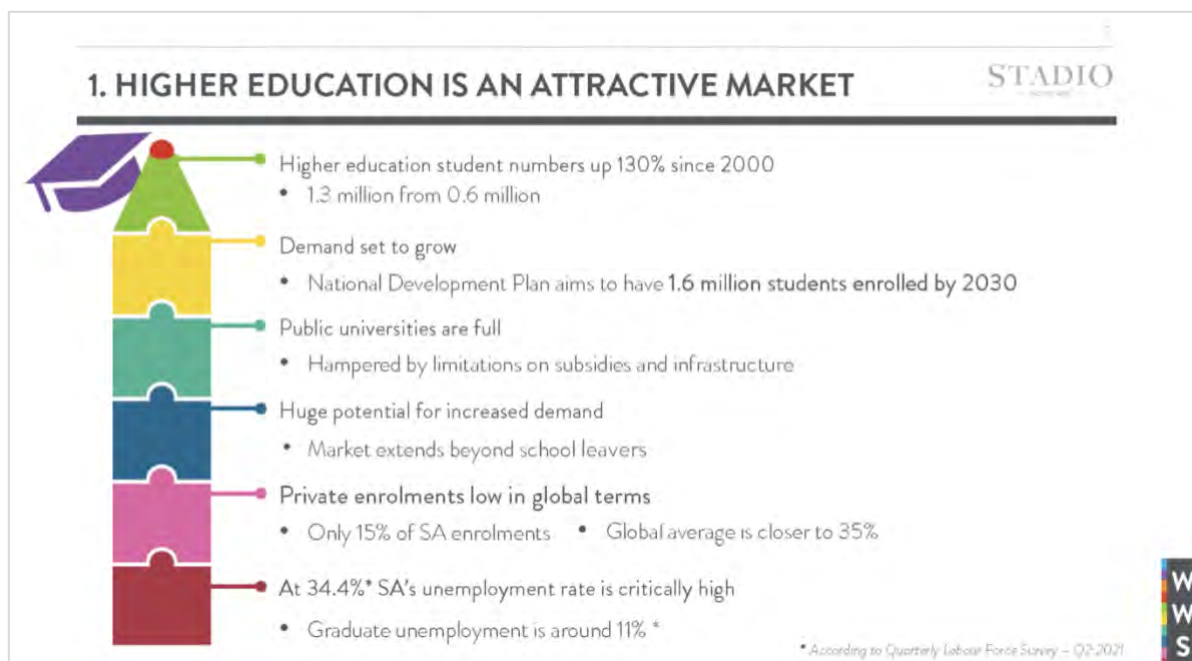 1. HIGHER EDUCATION IS AN ATTRACTIVE MARKET
STADIO
Higher education student numbers up 130% since 2000
• 1.3 million from 0.6 million
Demand set to grow
• National Development Plan aims to have 1.6 million students enrolled by 2030
Public universities are full
• Hampered by limitations on subsidies and infrastructure
Huge potential for increased demand
• Market extends beyond school leavers
Private enrolments low in global terms
• Only 15% of SA enrolments • Global average is closer to 35%
At 34.4%* SA's unemployment rate is critically high
• Graduate unemployment is around 11% *
* According to Quarterly Labour Force Survey – Q2-2021
W
W
S